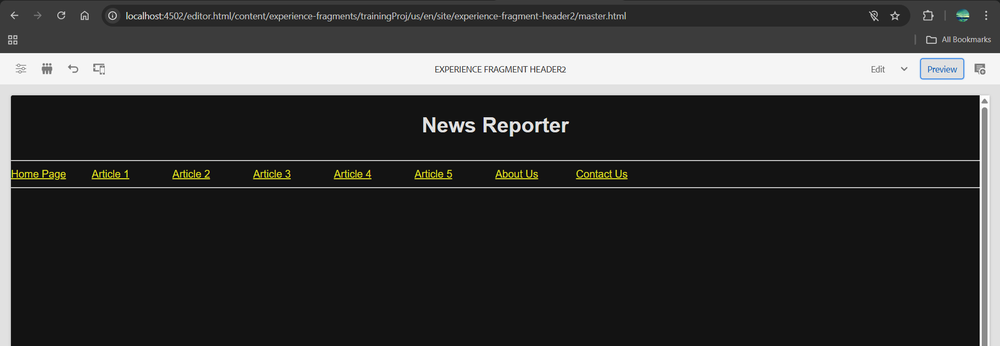 localhost:4502/editor.html/content/experience-fragments/trainingProj/us/en/site/experience-fragment-header2/master.html
All Bookmarks
EXPERIENCE FRAGMENT HEADER2
Edit
Preview
News Reporter
Home Page Article 1 Article 2 Article 3 Article 4 Article 5 About Us Contact Us